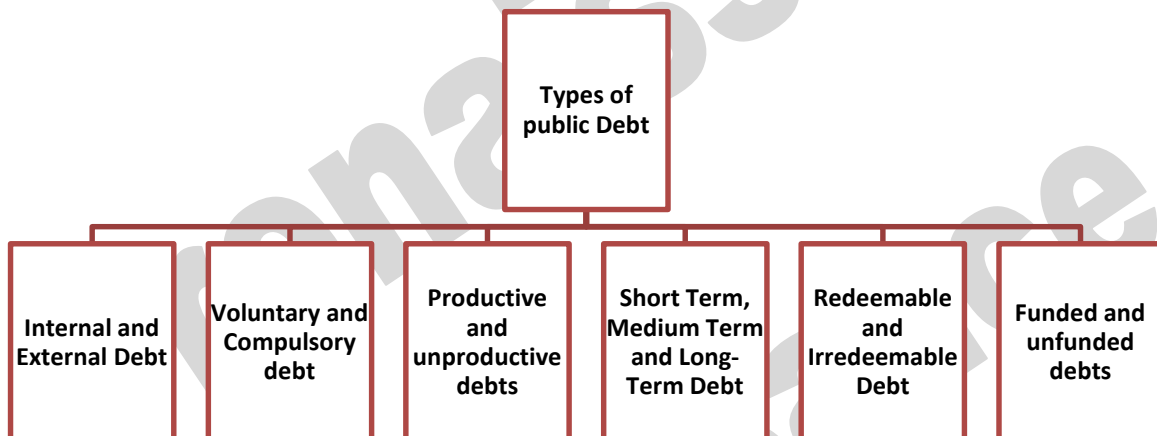 Types of
public Debt
Internal and
External Debt
Voluntary and
Compulsory
debt
Productive
and
unproductive
debts
Short Term,
Medium Term
and Long-
Term Debt
Redeemable
and
Irredeemable
Debt
Funded and
unfunded
debts